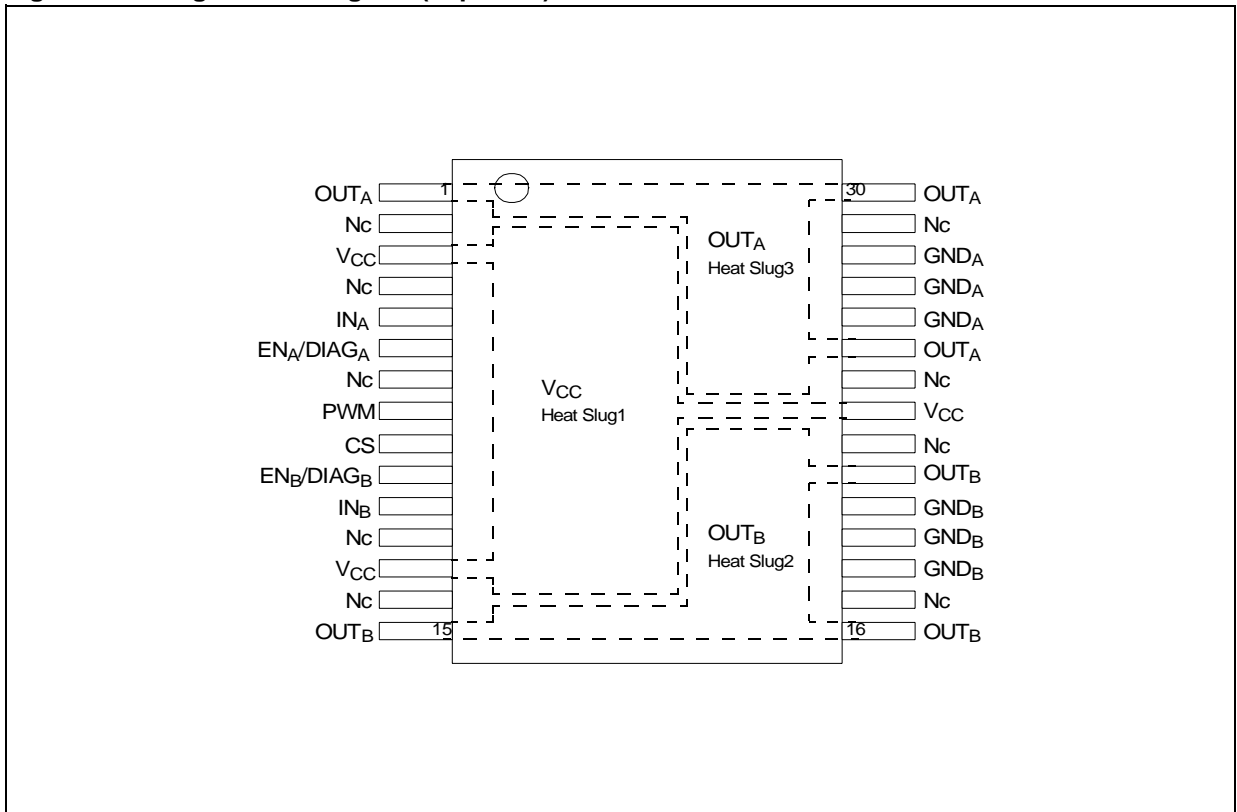 OUTA 1
Nc
VCC
Nc
INA
ENA/DIAGA
Nc
PWM
CS
ENB/DIAGB
INB
Nc
VCC
Nc
OUTB 15
VCC
Heat Slug1
OUTA
Heat Slug3
OUTB
Heat Slug2
30 OUTA
Nc
GNDA
GNDA
GNDA
OUTA
Nc
VCC
Nc
OUTB
GNDB
GNDB
GNDB
Nc
16 OUTB